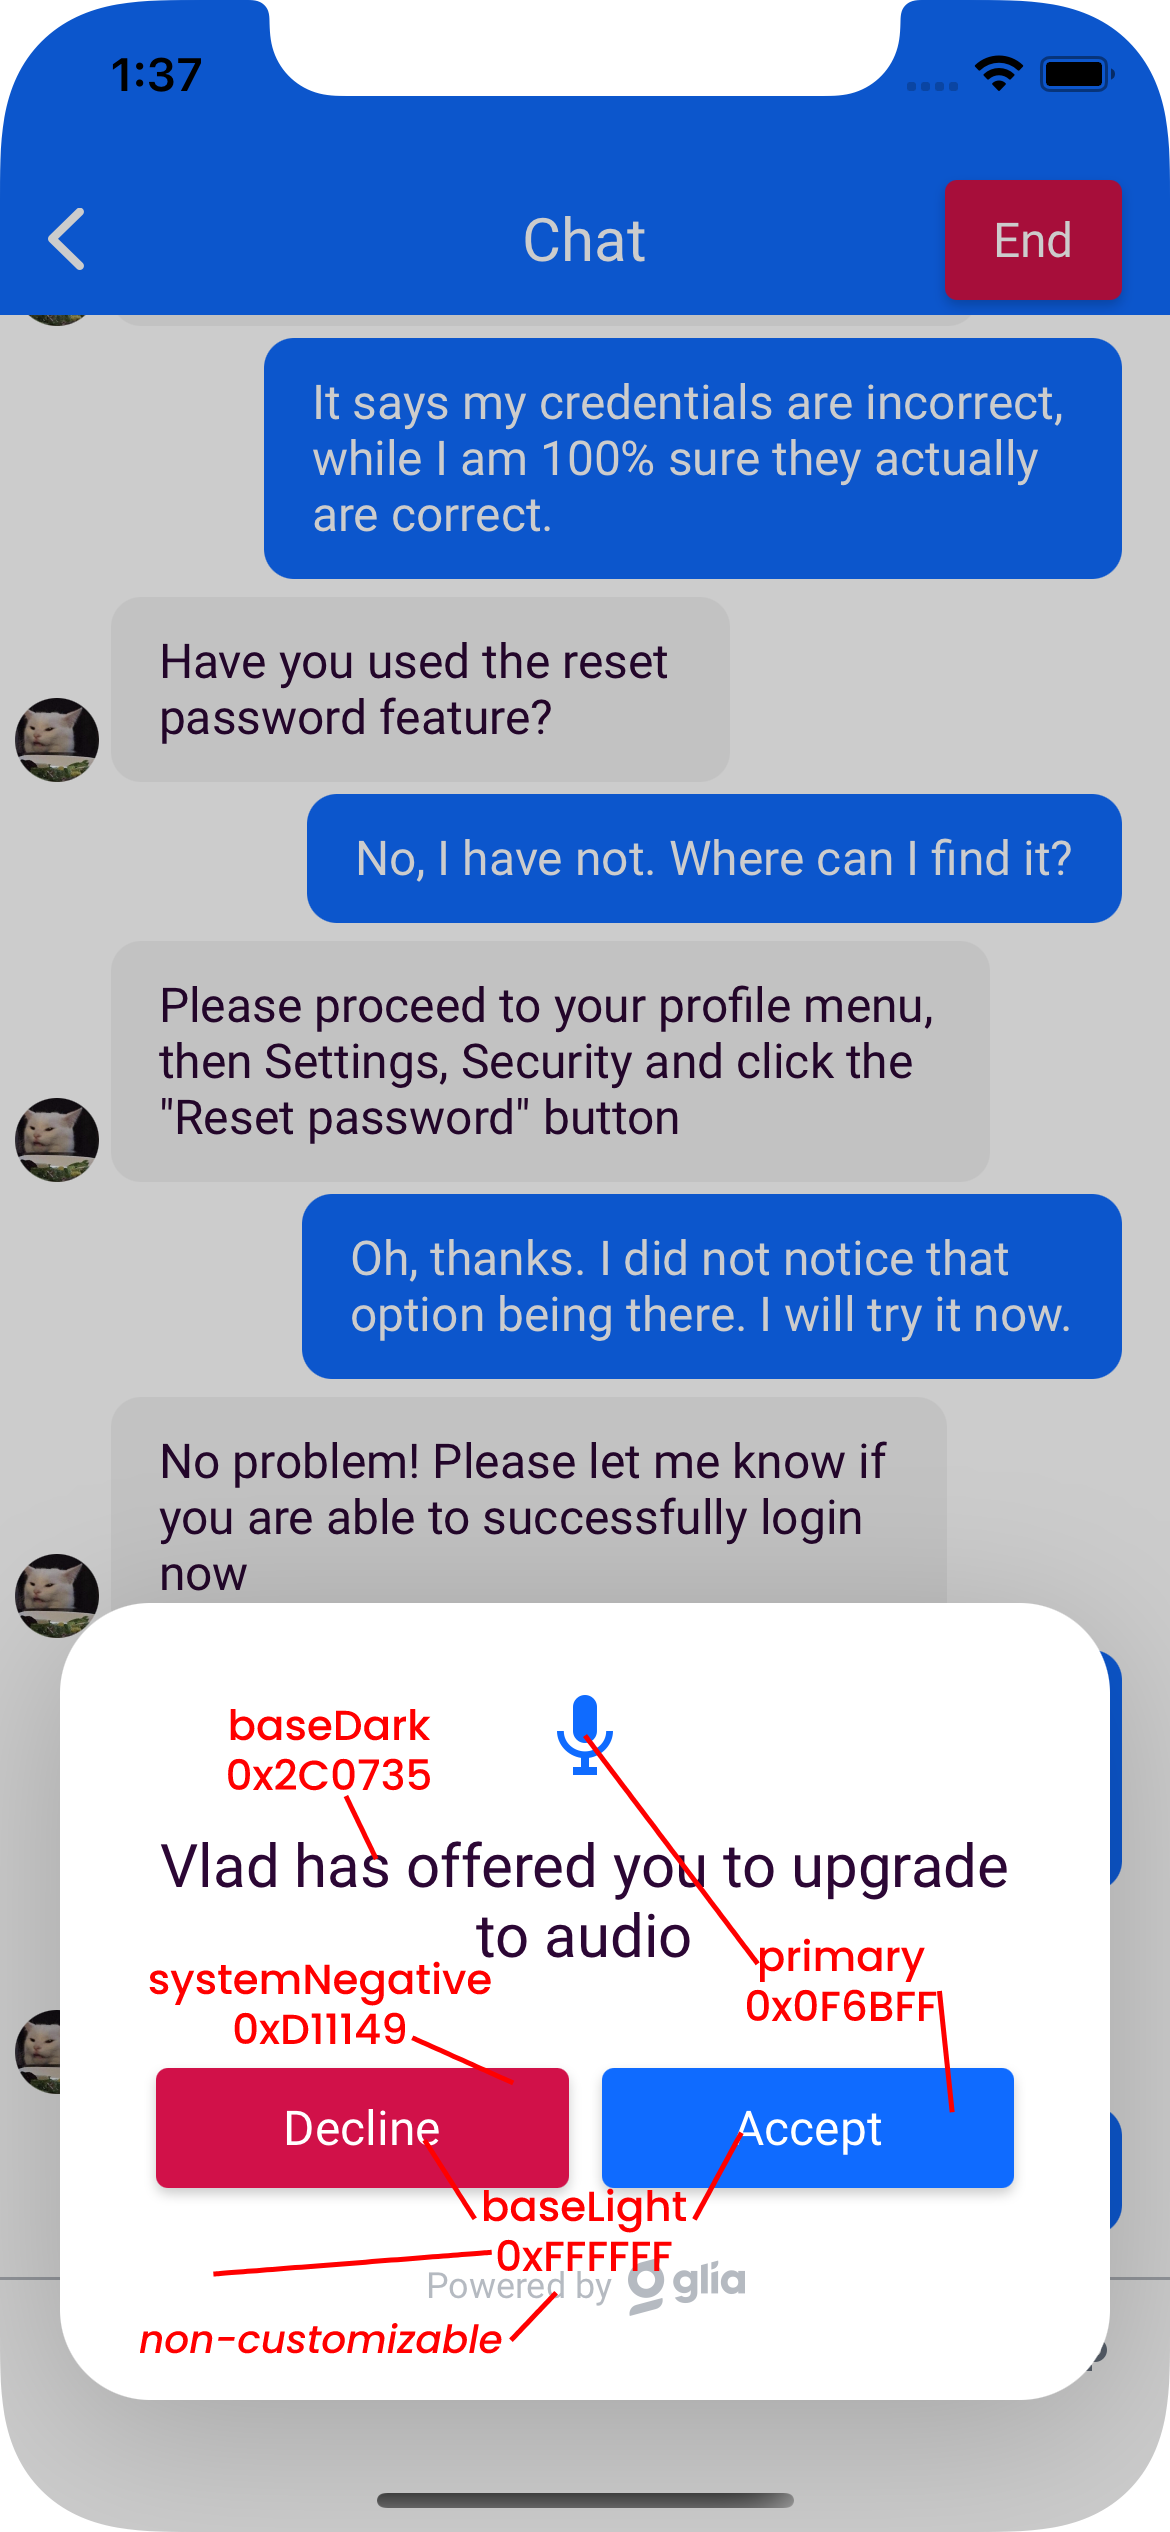 1:37
Chat
End
It says my credentials are incorrect,
while I am 100% sure they actually
are correct.
Have you used the reset
password feature?
No, I have not. Where can I find it?
Please proceed to your profile menu,
then Settings, Security and click the
"Reset password" button
Oh, thanks. I did not notice that
option being there. I will try it now.
No problem! Please let me know if
you are able to successfully login
now
baseDark
0x2C0735
Vlad has offered you to upgrade
to audio
primary
0x0F6BFF
systemNegative
0xD11149
Decline
Accept
baseLight
0xFFFFFF
Powered by glia
non-customizable